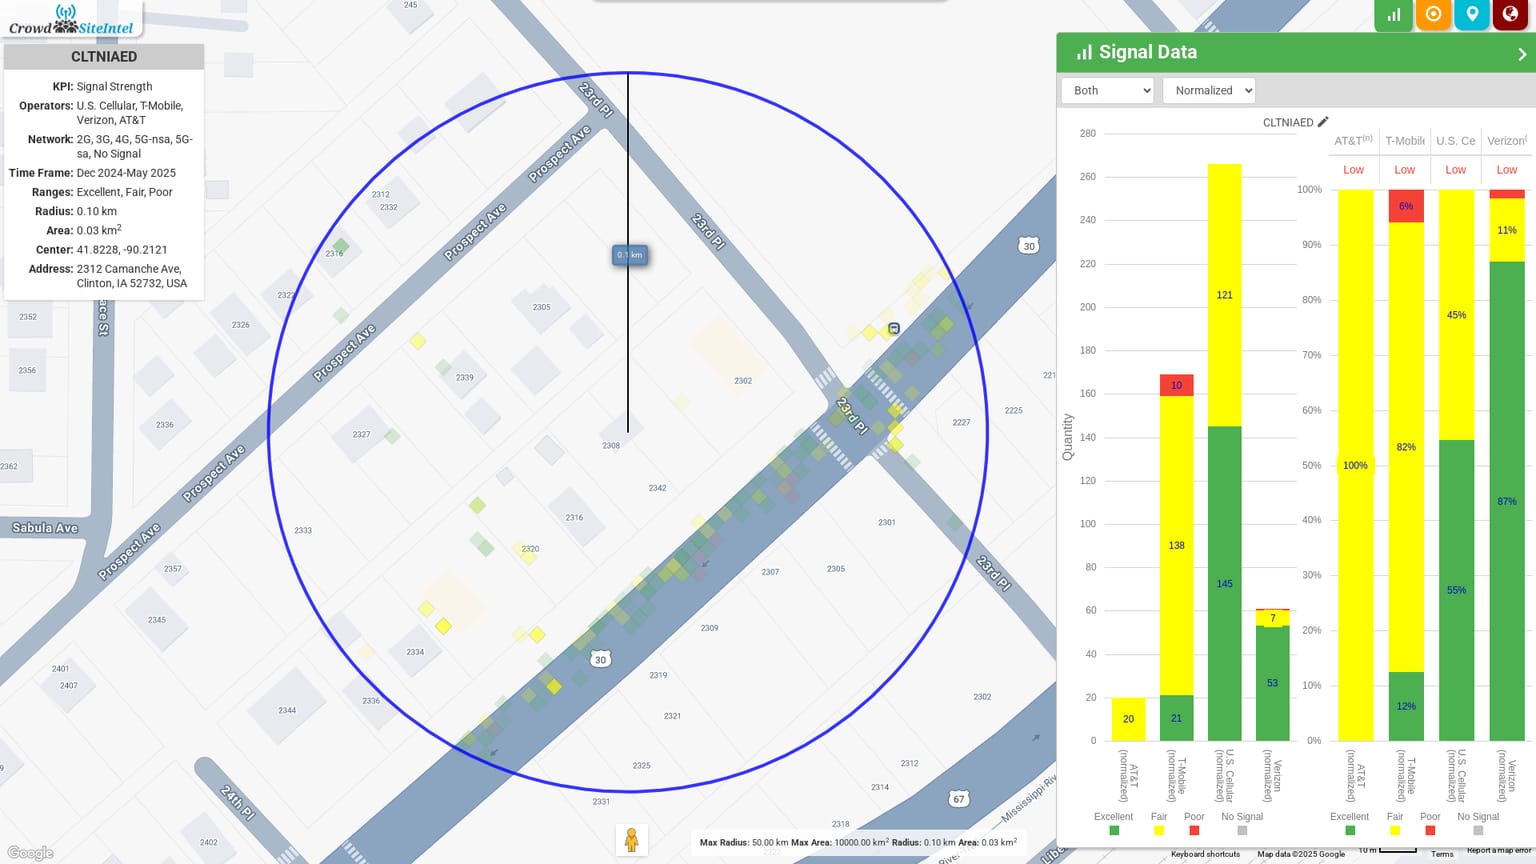 Crowd SiteIntel
CLTNIAED
KPI: Signal Strength
Operators: U.S. Cellular, T-Mobile,
Verizon, AT&T
Network: 2G, 3G, 4G, 5G-nsa, 5G-
sa, No Signal
Time Frame: Dec 2024-May 2025
Ranges: Excellent, Fair, Poor
Radius: 0.10 km
Area: 0.03 km²
Center: 41.8228, -90.2121
Address: 2312 Camanche Ave,
Clinton, IA 52732, USA
245
23rd Pl
Prospect Ave
2312
2332
Prospect Ave
23rd Pl
2316
0.1 km
30
2322
2305
2326
2352
ace St
Prospect Ave
2356
2339
2302
2336
2327
2308
23rd Pl
2227
2225
221
2362
Prospect Ave
2342
Sabula Ave
2333
2316
2301
Prospect Ave
2320
2357
2307
2305
23rd Pl
2345
2309
2334
30
2401
2407
2319
2344
2336
2302
2321
2325
2312
2314
24th Pl
2331
67
Mississippi Riv
2318
2402
Google
Max Radius: 50.00 km Max Area: 10000.00 km² Radius: 0.10 km Area: 0.03 km²
Signal Data
Both
Normalized
CLTNIAED
280
260
240
220
200
180
160
140
120
100
80
60
40
20
0
Quantity
20
10
138
21
121
145
7
53
AT&T
(normalized)
T-Mobile
(normalized)
U.S. Cellular
(normalized)
Verizon
(normalized)
Excellent
Fair
Poor
No Signal
AT&T(n)
T-Mobile
U.S. Ce
Verizon(
Low
Low
Low
Low
100%
90%
80%
70%
60%
50%
40%
30%
20%
10%
0%
100%
6%
82%
12%
45%
55%
11%
87%
AT&T
(normalized)
T-Mobile
(normalized)
U.S. Cellular
(normalized)
Verizon
(normalized)
Excellent
Fair
Poor
No Signal
Keyboard shortcuts
Map data ©2025 Google
10 m
Terms
Report a map error